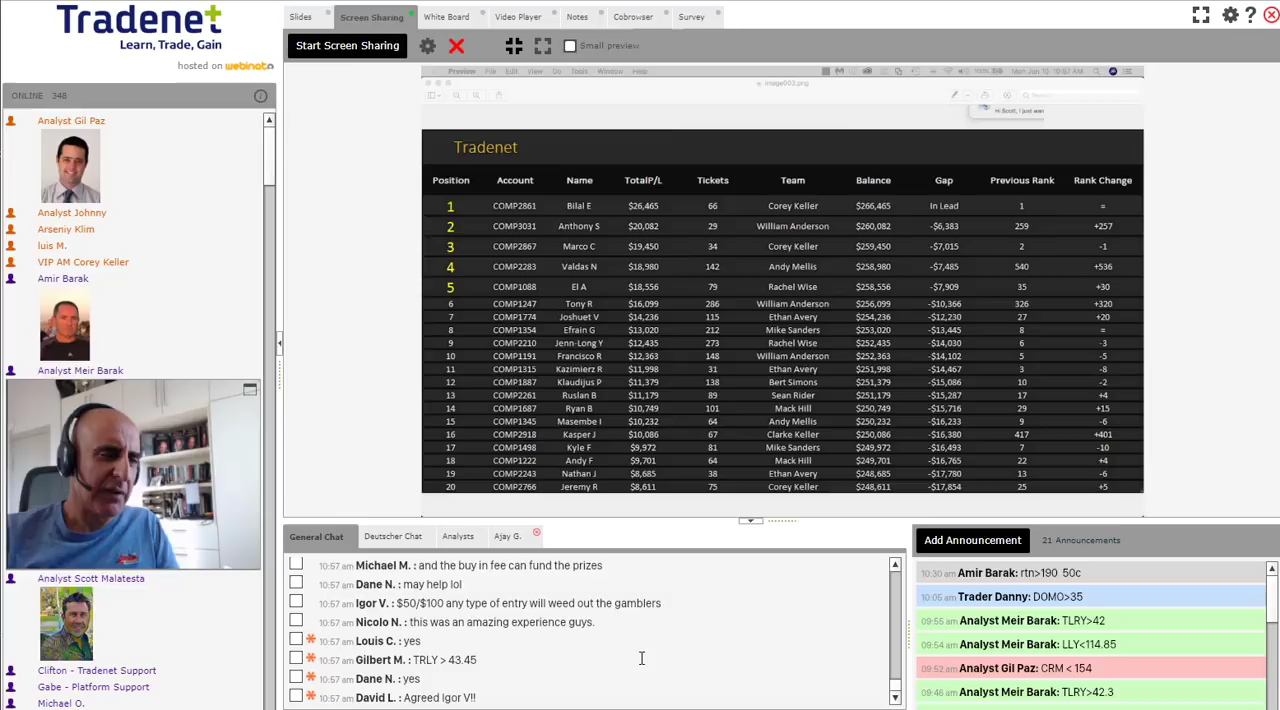 Tradenet
Learn, Trade, Gain
hosted on webinato
Slides Screen Sharing White Board Video Player Notes Cobrowser Survey
Start Screen Sharing Small preview
ONLINE 348
Analyst Gil Paz
Analyst Johnny
Arseniy Klim
luis M.
VIP AM Corey Keller
Amir Barak
Analyst Meir Barak
Analyst Scott Malatesta
Clifton - Tradenet Support
Gabe - Platform Support
Michael O.
Preview File Edit View Go Tools Window Help 100% Mon Jun 10 10:57 AM
image003.png
Search
Hi Scott, I just wan
Tradenet
Position Account Name TotalP/L Tickets Team Balance Gap Previous Rank Rank Change
1 COMP2861 Bilal E $26,465 66 Corey Keller $266,465 In Lead 1 =
2 COMP3031 Anthony S $20,082 29 William Anderson $260,082 -$6,383 259 +257
3 COMP2867 Marco C $19,450 34 Corey Keller $259,450 -$7,015 2 -1
4 COMP2283 Valdas N $18,980 142 Andy Mellis $258,980 -$7,485 540 +536
5 COMP1088 El A $18,556 79 Rachel Wise $258,556 -$7,909 35 +30
6 COMP1247 Tony R $16,099 286 William Anderson $256,099 -$10,366 326 +320
7 COMP1774 Joshuet V $14,236 115 Ethan Avery $254,236 -$12,230 27 +20
8 COMP1354 Efrain G $13,020 212 Mike Sanders $253,020 -$13,445 8 =
9 COMP2210 Jenn-Long Y $12,435 273 Rachel Wise $252,435 -$14,030 6 -3
10 COMP1191 Francisco R $12,363 148 William Anderson $252,363 -$14,102 5 -5
11 COMP1315 Kazimierz R $11,998 31 Ethan Avery $251,998 -$14,467 3 -8
12 COMP1887 Klaudijus P $11,379 138 Bert Simons $251,379 -$15,086 10 -2
13 COMP2261 Ruslan B $11,179 89 Sean Rider $251,179 -$15,287 17 +4
14 COMP1687 Ryan B $10,749 101 Mack Hill $250,749 -$15,716 29 +15
15 COMP1345 Masembe I $10,232 64 Andy Mellis $250,232 -$16,233 9 -6
16 COMP2918 Kasper J $10,086 67 Clarke Keller $250,086 -$16,380 417 +401
17 COMP1498 Kyle F $9,972 81 Mike Sanders $249,972 -$16,493 7 -10
18 COMP1222 Andy F $9,701 64 Mack Hill $249,701 -$16,765 22 +4
19 COMP2243 Nathan J $8,685 38 Ethan Avery $248,685 -$17,780 13 -6
20 COMP2766 Jeremy R $8,611 75 Corey Keller $248,611 -$17,854 25 +5
General Chat Deutscher Chat Analysts Ajay G.
10:57 am Michael M. : and the buy in fee can fund the prizes
10:57 am Dane N. : may help lol
10:57 am Igor V. : $50/$100 any type of entry will weed out the gamblers
10:57 am Nicolo N. : this was an amazing experience guys.
10:57 am Louis C. : yes
10:57 am Gilbert M. : TRLY > 43.45
10:57 am Dane N. : yes
10:57 am David L. : Agreed Igor V!!
Add Announcement 21 Announcements
10:30 am Amir Barak: rtn>190 50c
10:05 am Trader Danny: DOMO>35
09:55 am Analyst Meir Barak: TLRY>42
09:54 am Analyst Meir Barak: LLY<114.85
09:52 am Analyst Gil Paz: CRM < 154
09:46 am Analyst Meir Barak: TLRY>42.3